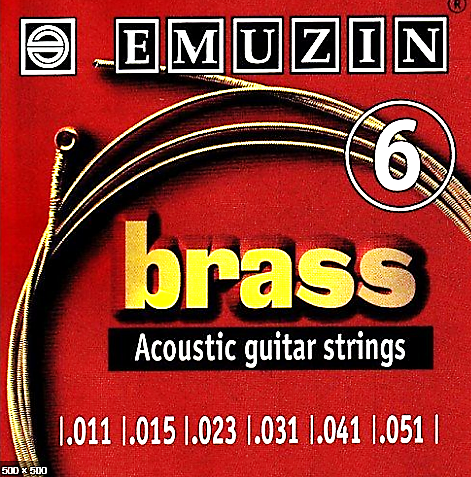 EMUZIN ®
6
brass
Acoustic guitar strings
|.011 |.015 |.023 |.031 |.041 |.051 |
500 × 500